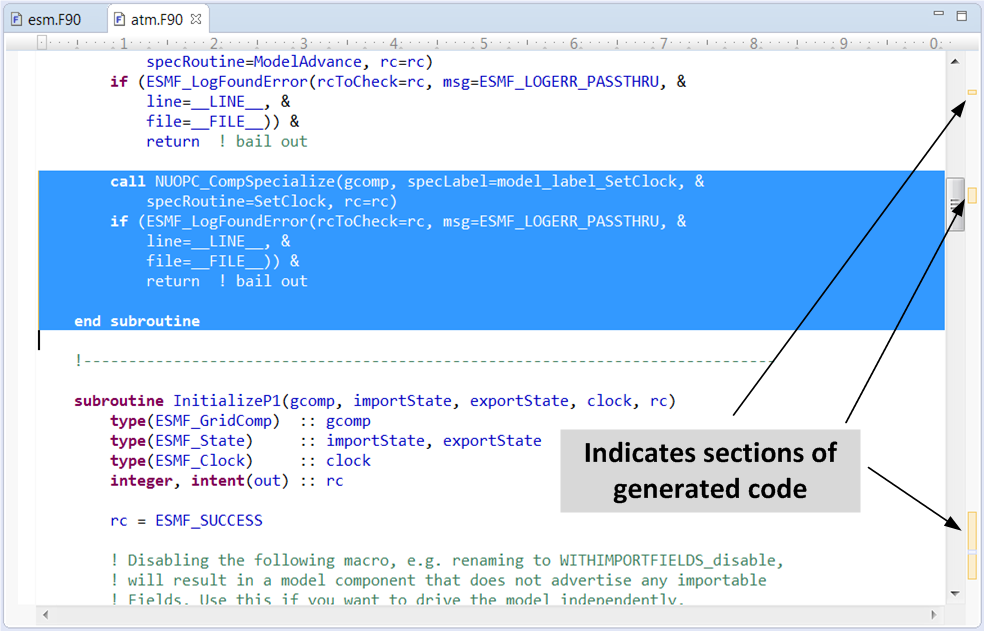 esm.F90
atm.F90
1 2 3 4 5 6 7 8 9 0
specRoutine=ModelAdvance, rc=rc)
if (ESMF_LogFoundError(rcToCheck=rc, msg=ESMF_LOGERR_PASSTHRU, &
line=__LINE__, &
file=__FILE__)) &
return  ! bail out
call NUOPC_CompSpecialize(gcomp, specLabel=model_label_SetClock, &
specRoutine=SetClock, rc=rc)
if (ESMF_LogFoundError(rcToCheck=rc, msg=ESMF_LOGERR_PASSTHRU, &
line=__LINE__, &
file=__FILE__)) &
return  ! bail out
end subroutine
!-----------------------------------------------------------------------------
subroutine InitializeP1(gcomp, importState, exportState, clock, rc)
type(ESMF_GridComp)  :: gcomp
type(ESMF_State)     :: importState, exportState
type(ESMF_Clock)     :: clock
integer, intent(out) :: rc
Indicates sections of
generated code
rc = ESMF_SUCCESS
! Disabling the following macro, e.g. renaming to WITHIMPORTFIELDS_disable,
! will result in a model component that does not advertise any importable
! Fields. Use this if you want to drive the model independently.